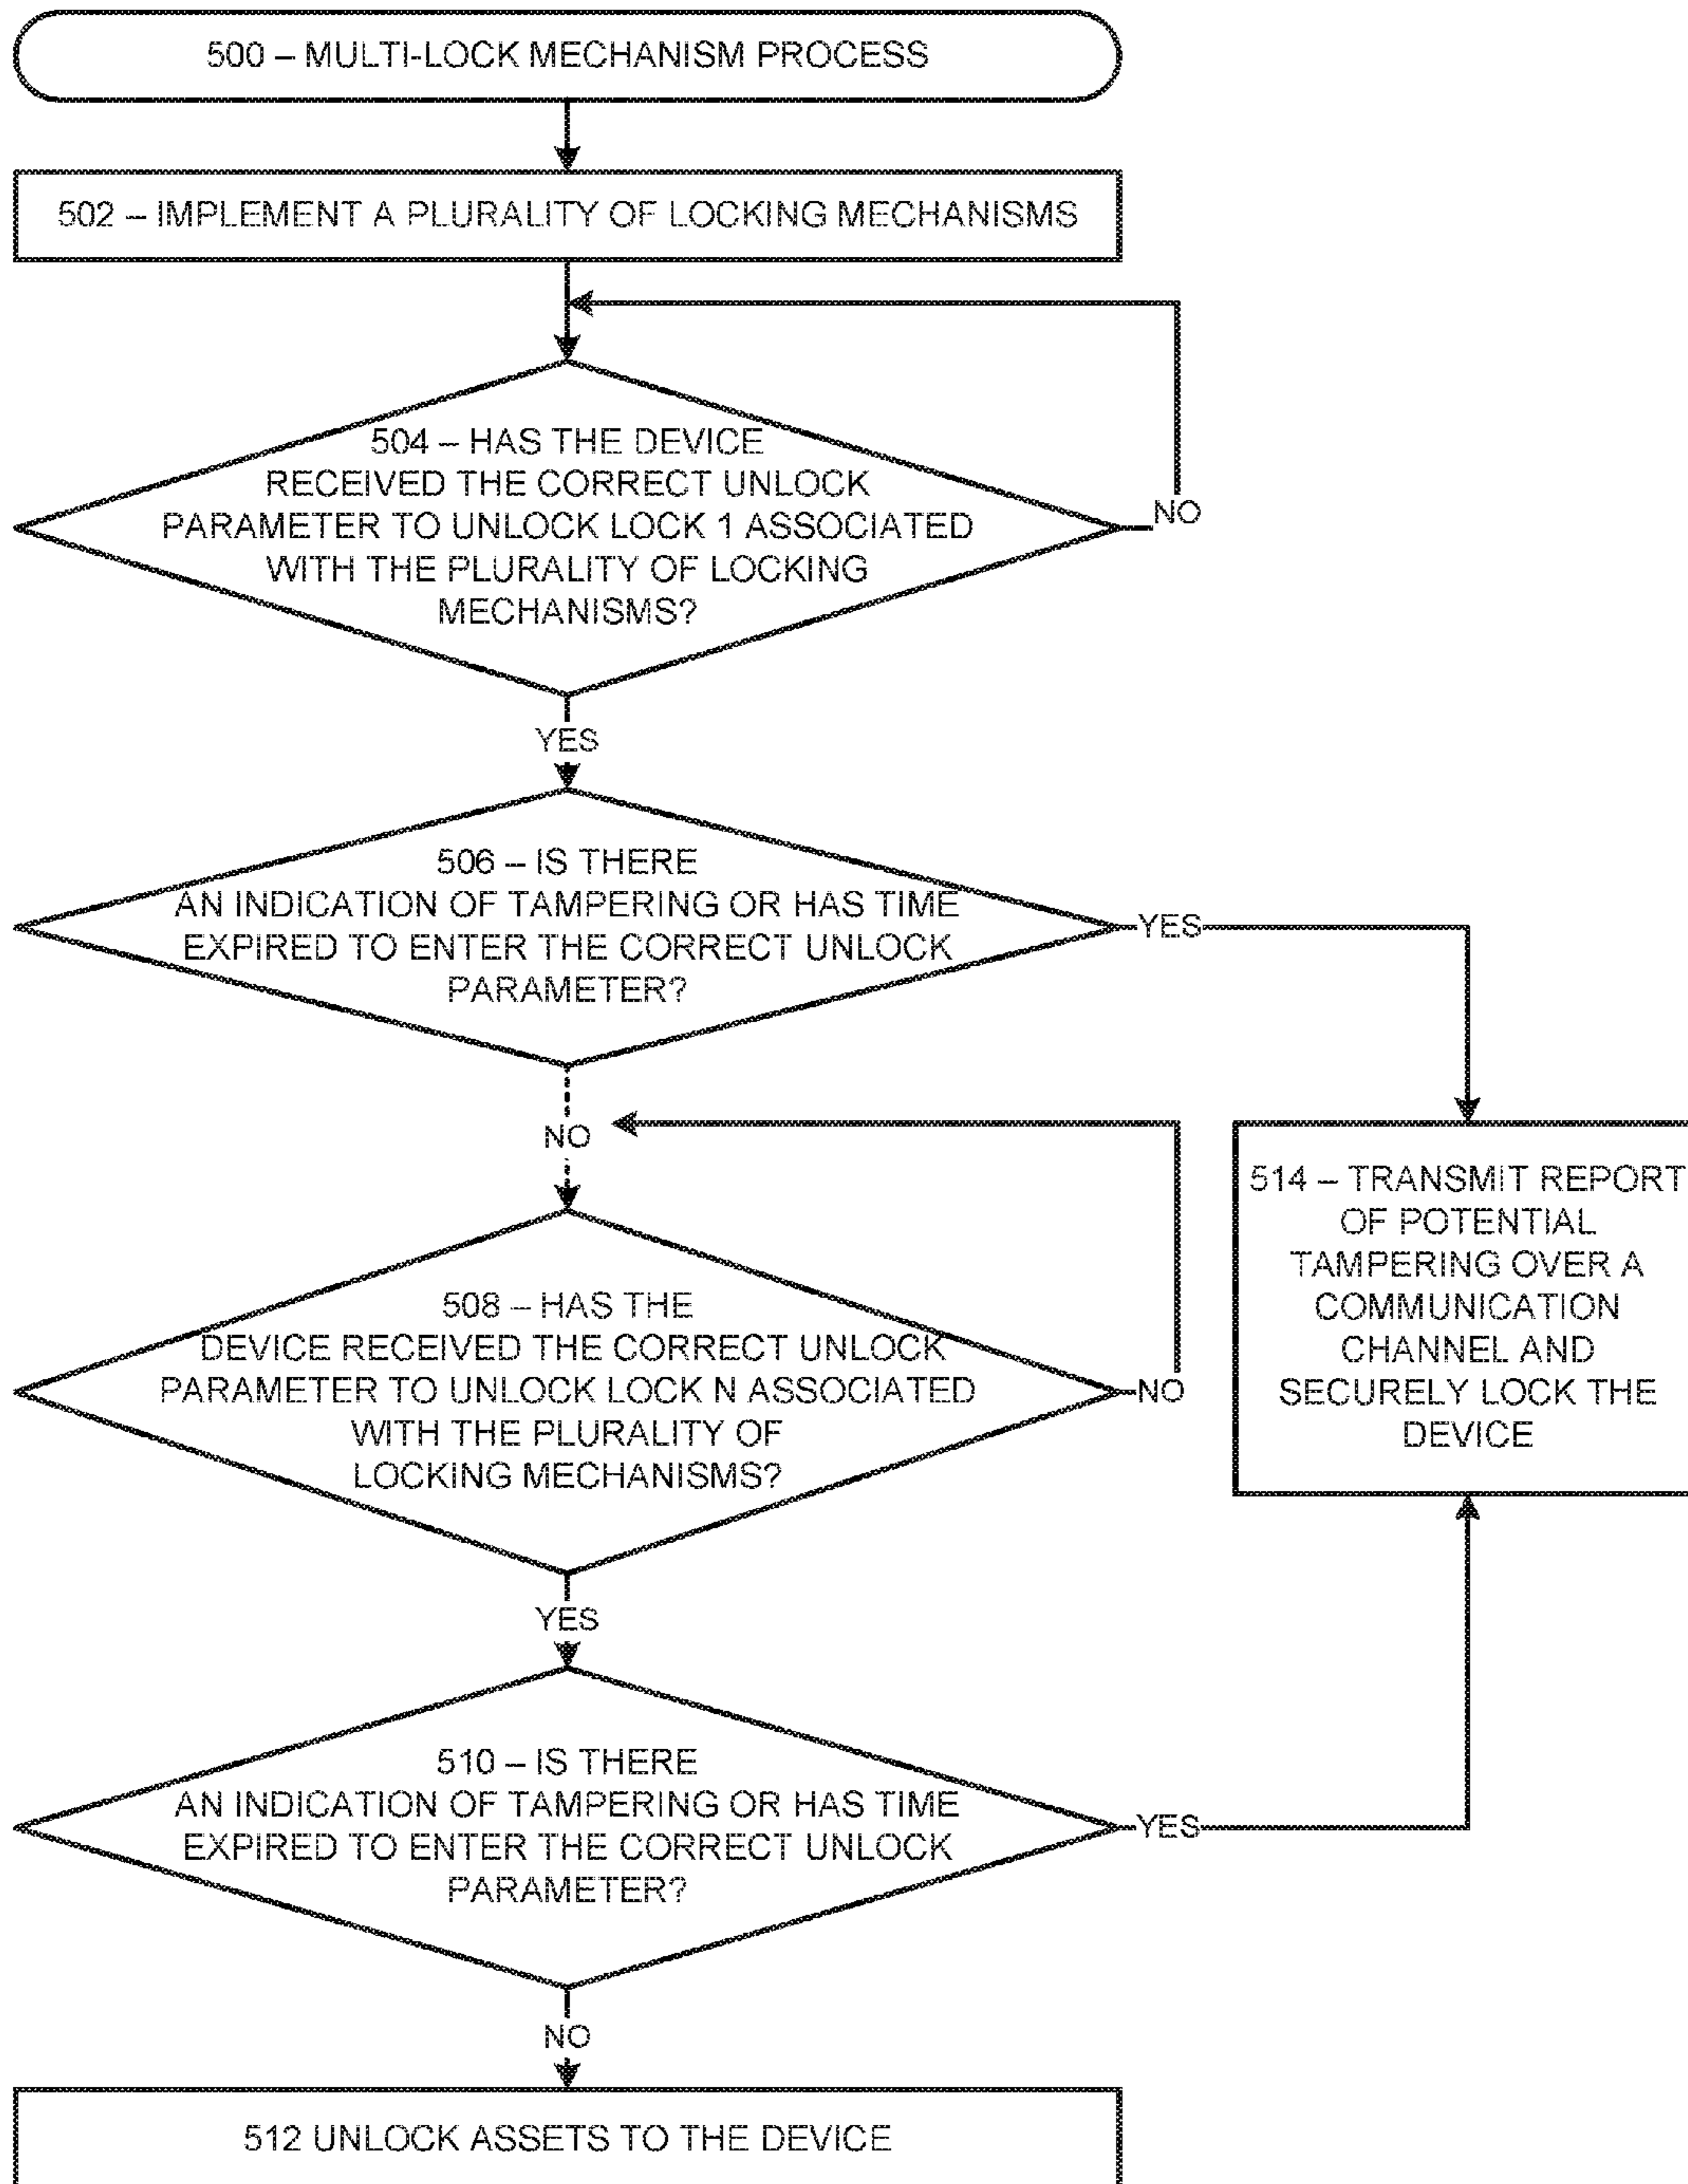 500 – MULTI-LOCK MECHANISM PROCESS
502 – IMPLEMENT A PLURALITY OF LOCKING MECHANISMS
504 – HAS THE DEVICE
RECEIVED THE CORRECT UNLOCK
PARAMETER TO UNLOCK LOCK 1 ASSOCIATED
WITH THE PLURALITY OF LOCKING
MECHANISMS?
NO
YES
506 – IS THERE
AN INDICATION OF TAMPERING OR HAS TIME
EXPIRED TO ENTER THE CORRECT UNLOCK
PARAMETER?
YES
NO
514 – TRANSMIT REPORT
OF POTENTIAL
TAMPERING OVER A
COMMUNICATION
CHANNEL AND
SECURELY LOCK THE
DEVICE
508 – HAS THE
DEVICE RECEIVED THE CORRECT UNLOCK
PARAMETER TO UNLOCK LOCK N ASSOCIATED
WITH THE PLURALITY OF
LOCKING MECHANISMS?
NO
YES
510 – IS THERE
AN INDICATION OF TAMPERING OR HAS TIME
EXPIRED TO ENTER THE CORRECT UNLOCK
PARAMETER?
YES
NO
512 UNLOCK ASSETS TO THE DEVICE